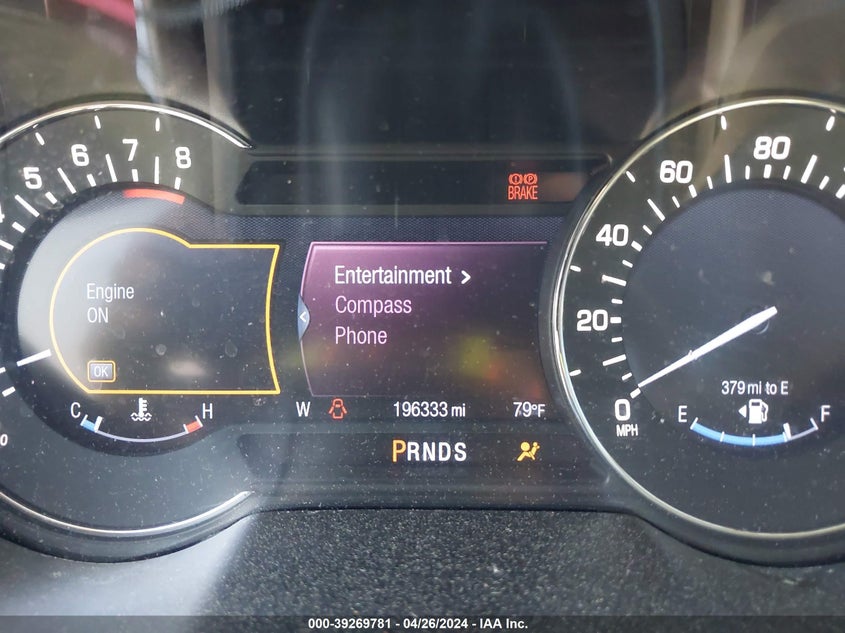 5 6 7 8
BRAKE
Engine
ON
OK
Entertainment >
Compass
Phone
C H
W 196333 mi 79°F
PRNDS
20 40 60 80
0
MPH
379 mi to E
E F
000-39269781 - 04/26/2024 - IAA Inc.